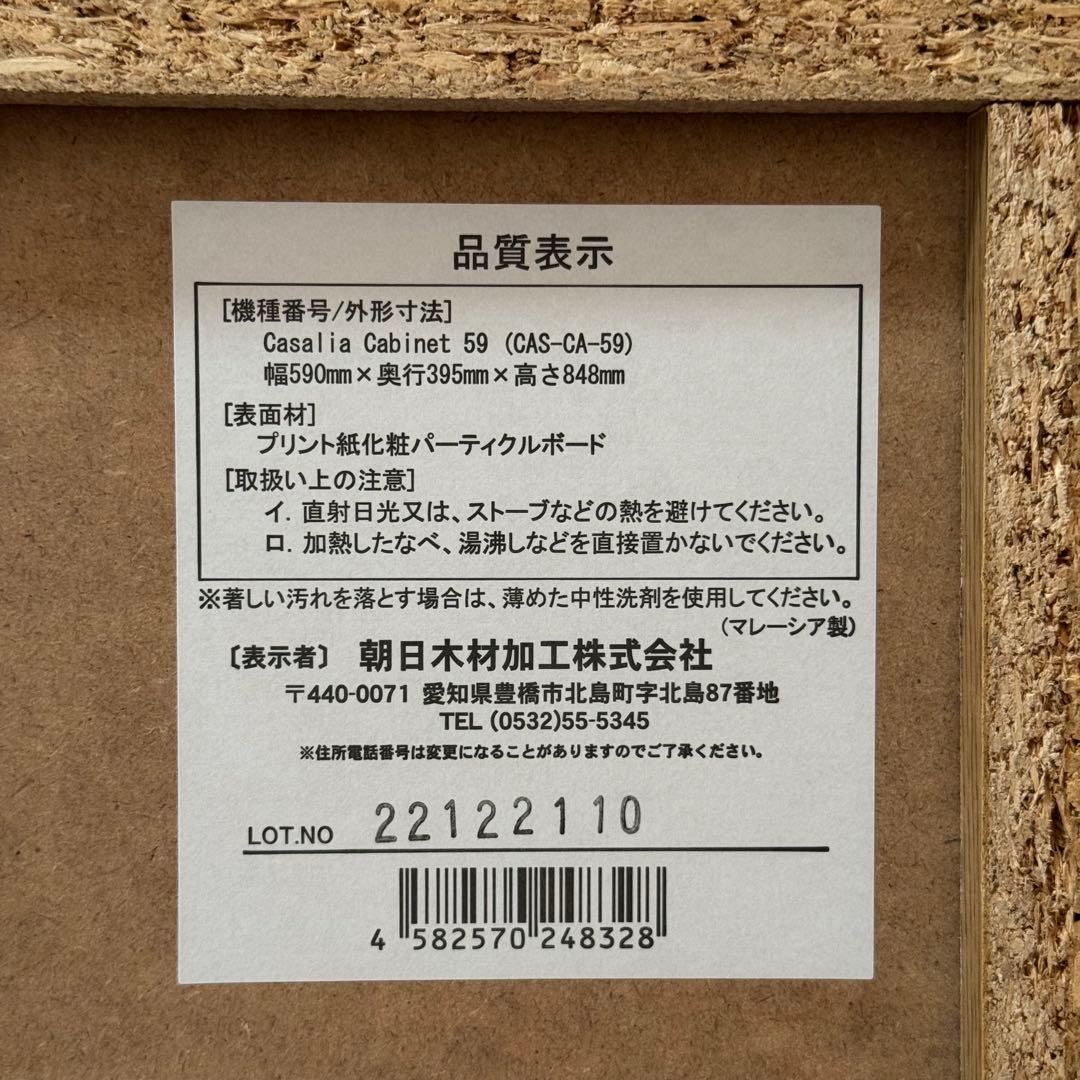 品質表示
[機種番号/外形寸法]
Casalia Cabinet 59 (CAS-CA-59)
幅590mm×奥行395mm×高さ848mm
[表面材]
プリント紙化粧パーティクルボード
[取扱い上の注意]
イ. 直射日光又は、ストーブなどの熱を避けてください。
ロ. 加熱したなべ、湯沸しなどを直接置かないでください。
※著しい汚れを落とす場合は、薄めた中性洗剤を使用してください。
(マレーシア製)
〔表示者〕 朝日木材加工株式会社
〒440-0071 愛知県豊橋市北島町字北島87番地
TEL (0532)55-5345
※住所電話番号は変更になることがありますのでご了承ください。
LOT.NO 22122110
4 582570 248328